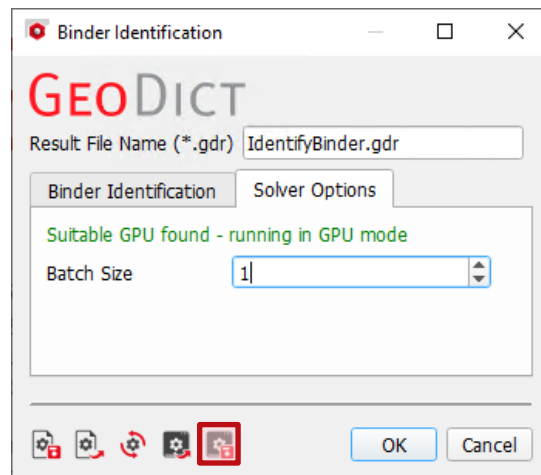 Binder Identification
GEODICT
Result File Name (*.gdr) IdentifyBinder.gdr
Binder Identification Solver Options
Suitable GPU found - running in GPU mode
Batch Size 1
OK Cancel